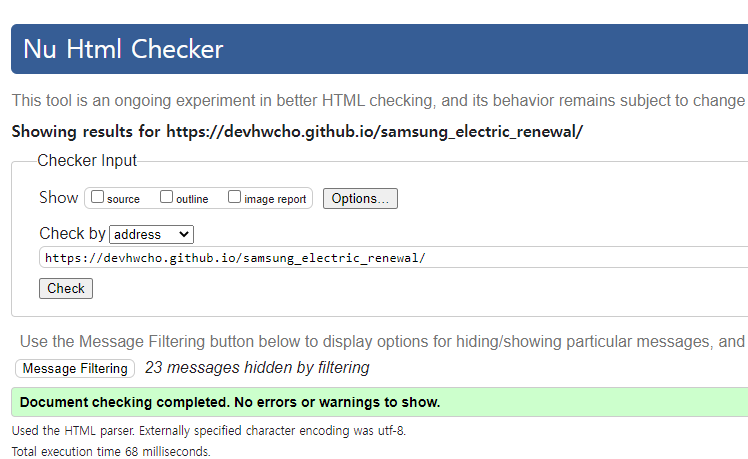 Nu Html Checker
This tool is an ongoing experiment in better HTML checking, and its behavior remains subject to change
Showing results for https://devhwcho.github.io/samsung_electric_renewal/
Checker Input
Show source outline image report Options...
Check by address
https://devhwcho.github.io/samsung_electric_renewal/
Check
Use the Message Filtering button below to display options for hiding/showing particular messages, and
Message Filtering 23 messages hidden by filtering
Document checking completed. No errors or warnings to show.
Used the HTML parser. Externally specified character encoding was utf-8.
Total execution time 68 milliseconds.